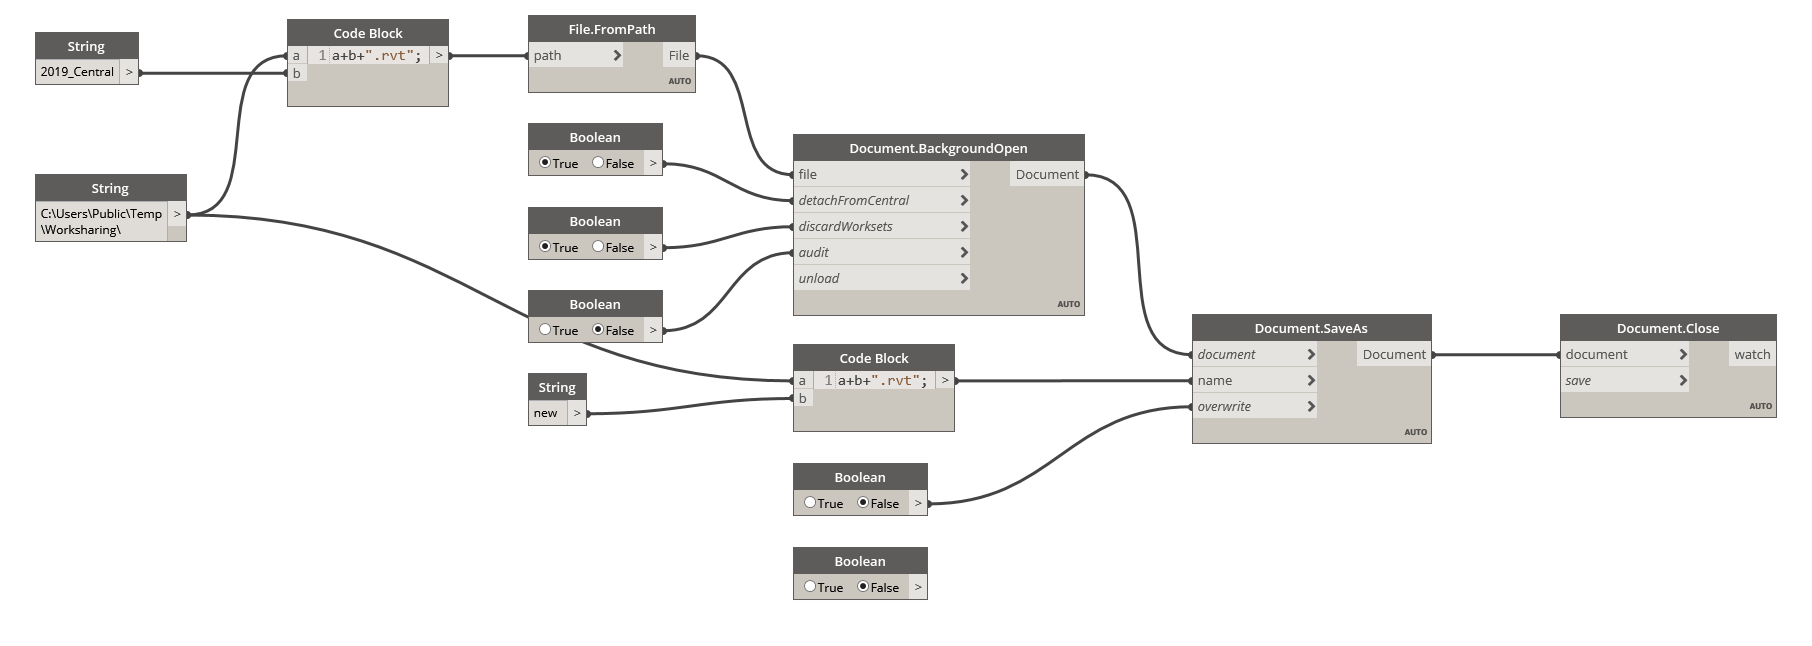 String
2019_Central >
Code Block
a 1 a+b+".rvt"; >
b
File.FromPath
path File
AUTO
String
C:\Users\Public\Temp >
\Worksharing\
Boolean
True False >
Boolean
True False >
Boolean
True False >
String
new >
Document.BackgroundOpen
file Document
detachFromCentral
discardWorksets
audit
unload
AUTO
Code Block
a 1 a+b+".rvt"; >
b
Boolean
True False >
Boolean
True False >
Document.SaveAs
document Document
name
overwrite
AUTO
Document.Close
document watch
save
AUTO